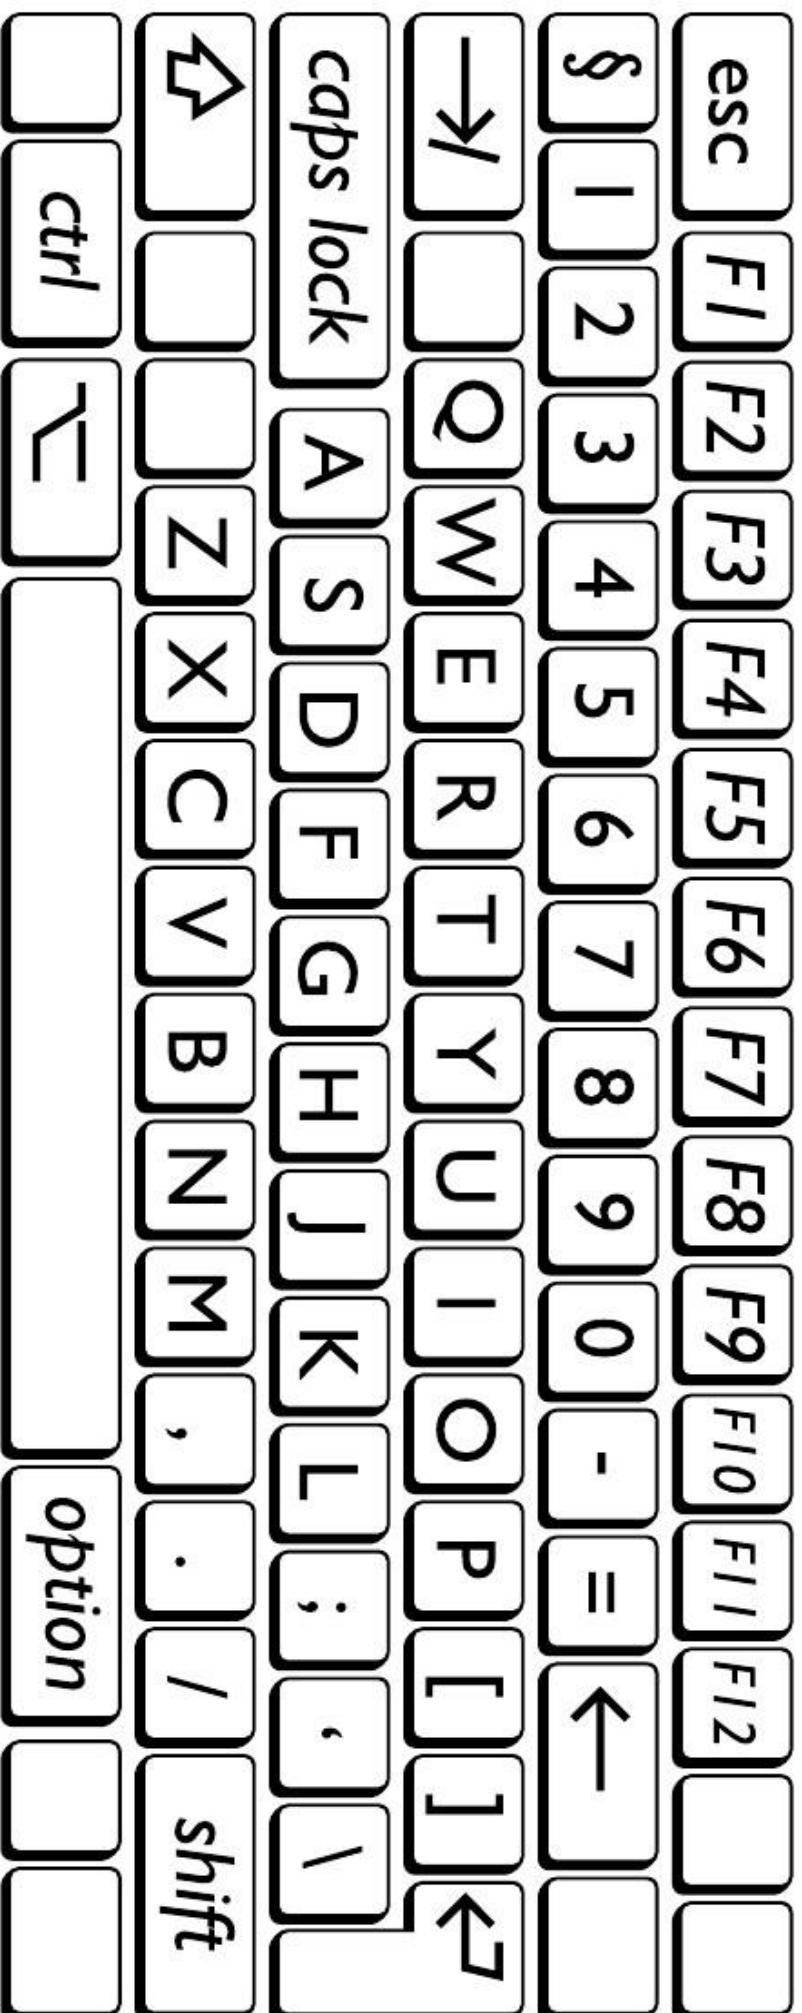 esc F1 F2 F3 F4 F5 F6 F7 F8 F9 F10 F11 F12
§ 1 2 3 4 5 6 7 8 9 0 - = ←
→/ Q W E R T Y U I O P [ ] ↵
caps lock A S D F G H J K L ; ‘ \
⇧ Z X C V B N M , . / shift
ctrl ⌥ option